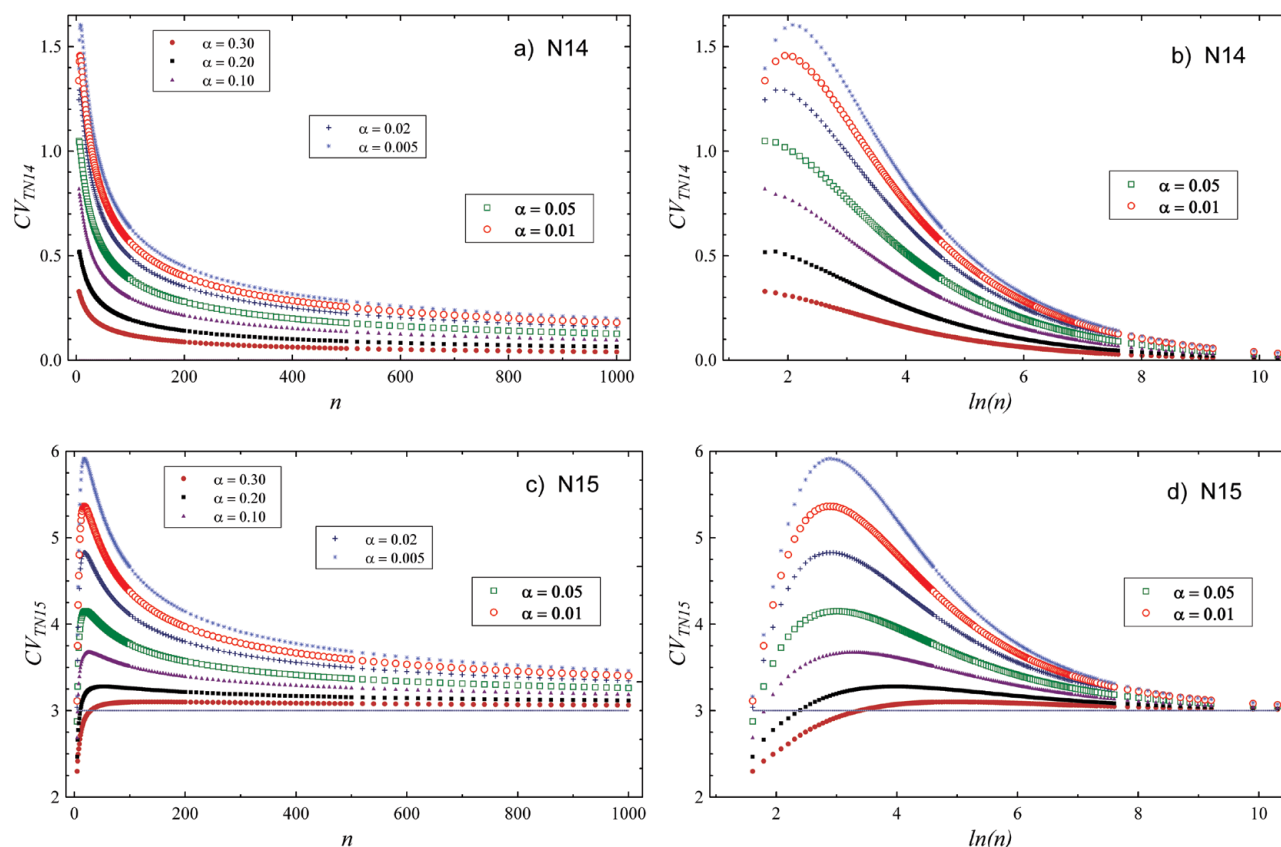 a) N14
α = 0.30
α = 0.20
α = 0.10
α = 0.02
α = 0.005
α = 0.05
α = 0.01
CV_TN14
1.5
1.0
0.5
0.0
0 200 400 600 800 1000
n
b) N14
α = 0.05
α = 0.01
CV_TN14
1.5
1.0
0.5
0.0
2 4 6 8 10
ln(n)
c) N15
α = 0.30
α = 0.20
α = 0.10
α = 0.02
α = 0.005
α = 0.05
α = 0.01
CV_TN15
6
5
4
3
2
0 200 400 600 800 1000
n
d) N15
α = 0.05
α = 0.01
CV_TN15
6
5
4
3
2
2 4 6 8 10
ln(n)